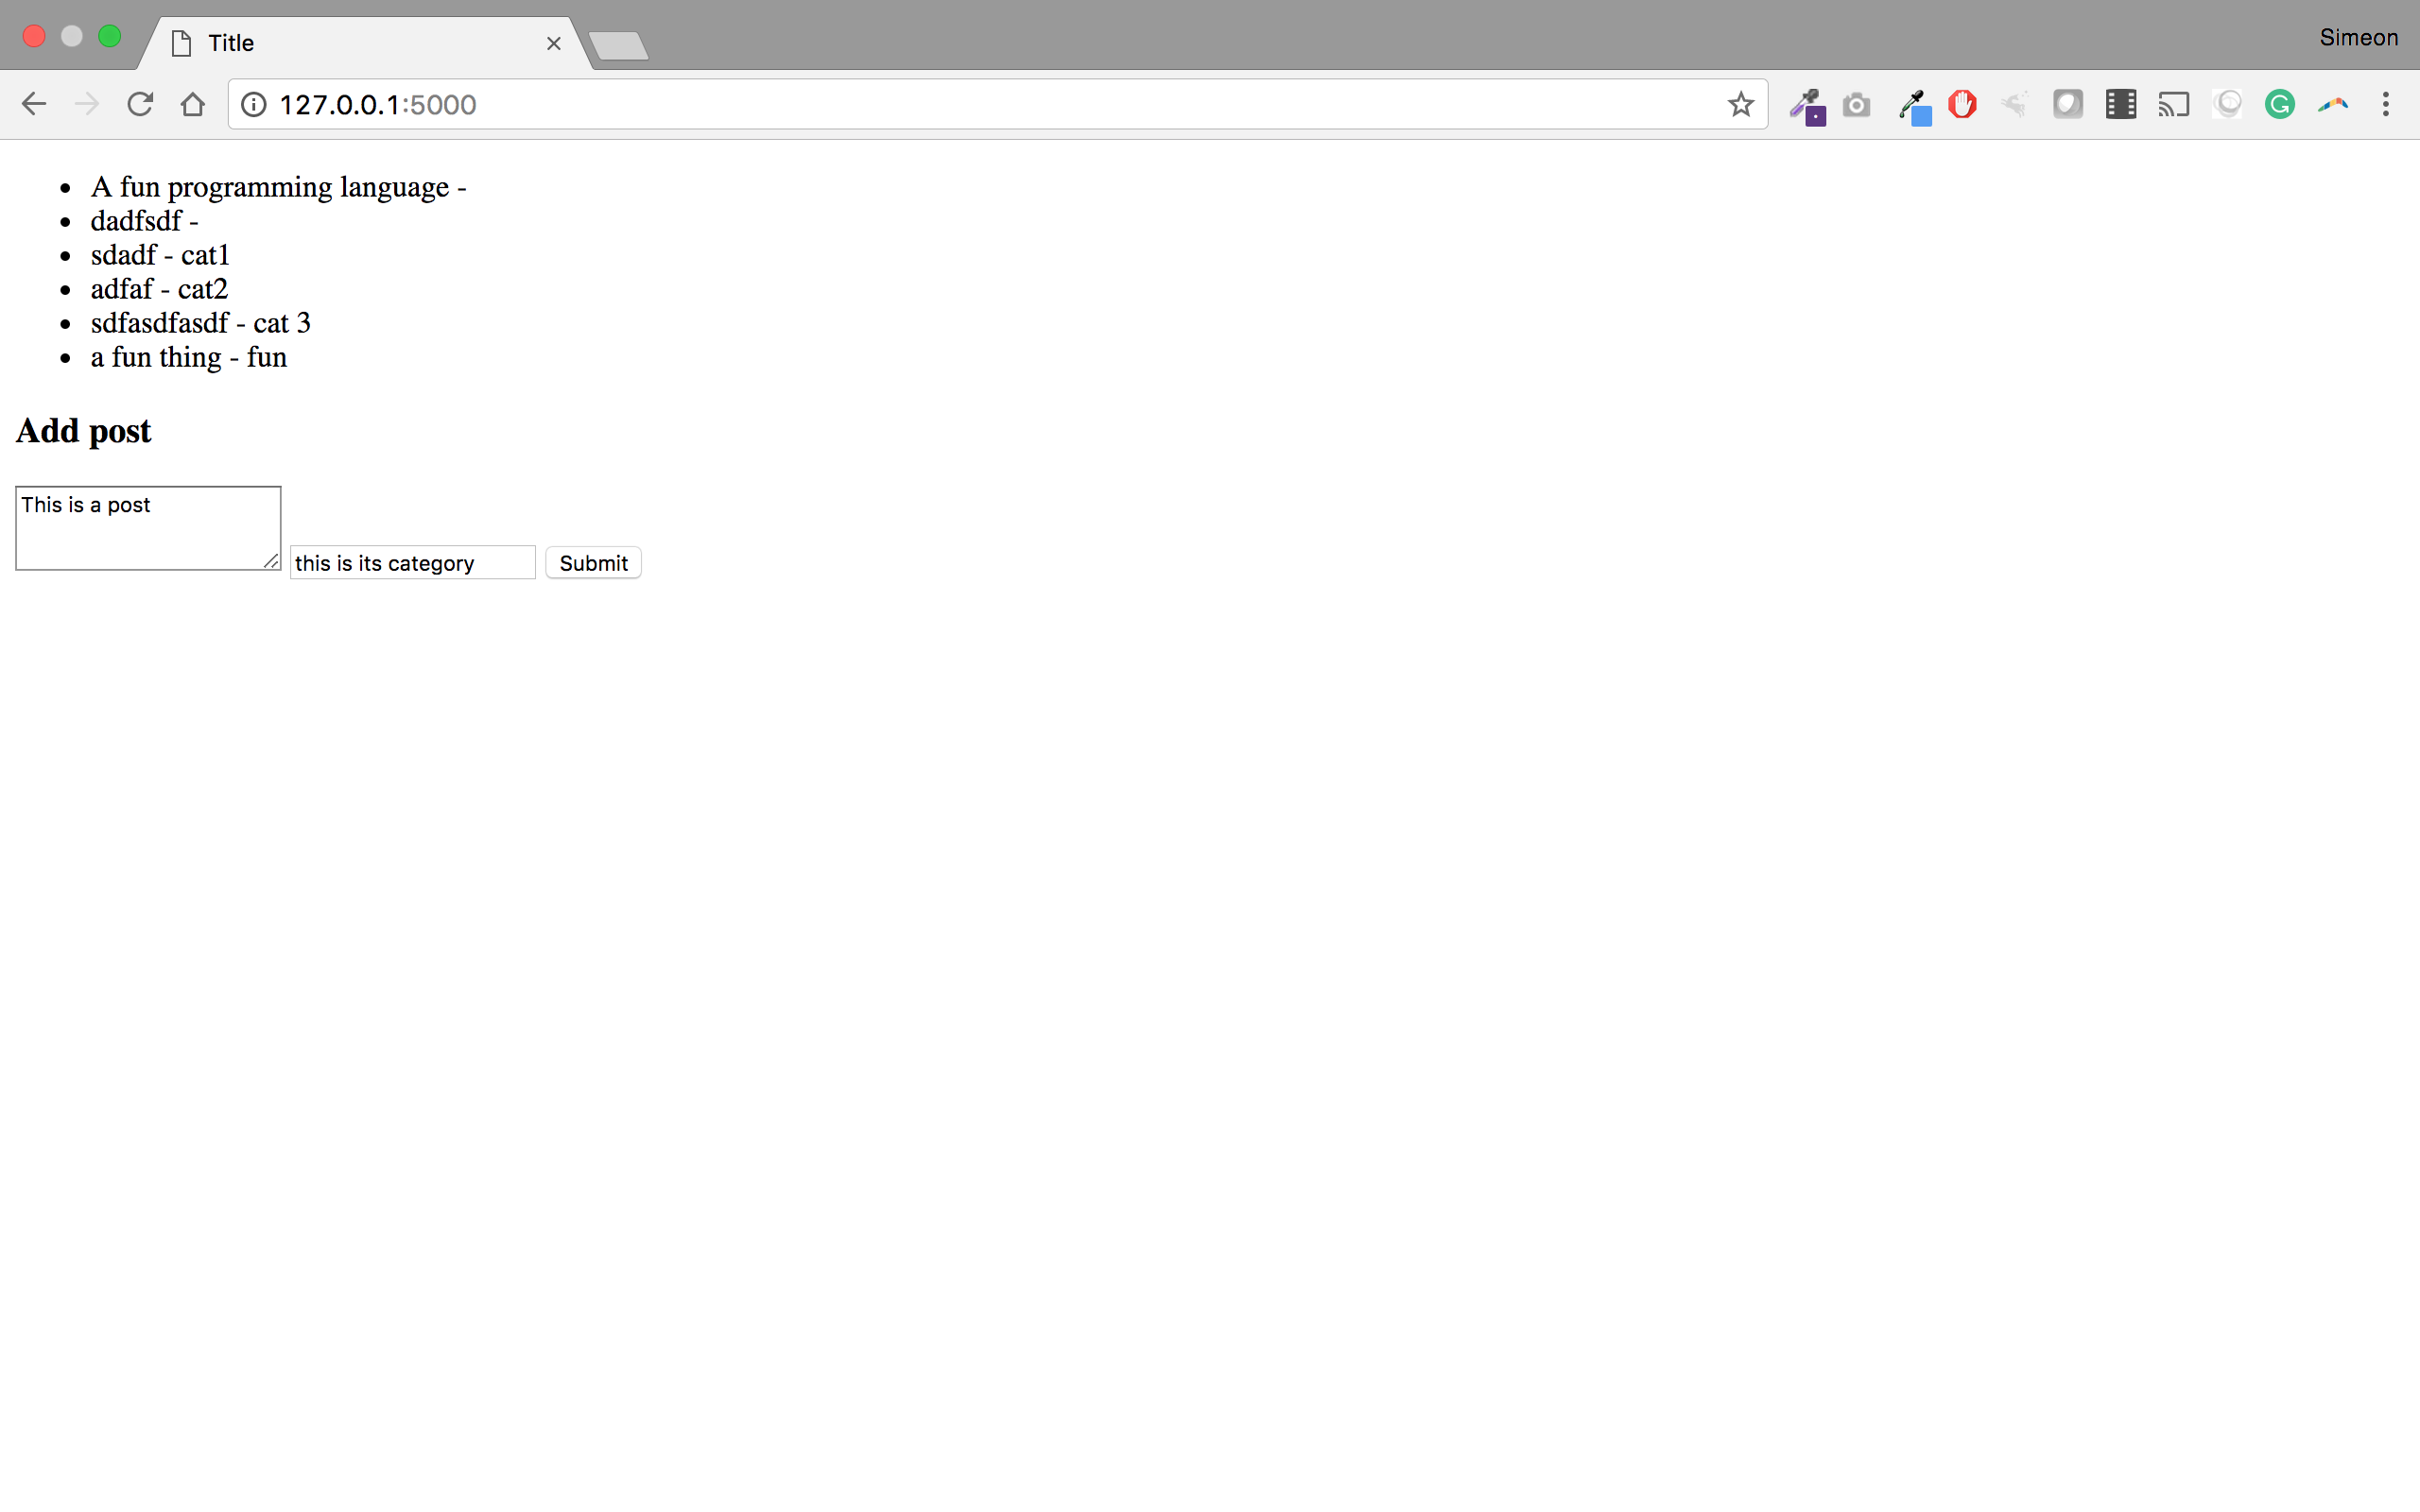 Title
Simeon
127.0.0.1:5000
A fun programming language -
dadfsdf -
sdadf - cat1
adfaf - cat2
sdfasdfasdf - cat 3
a fun thing - fun
Add post
This is a post
this is its category Submit